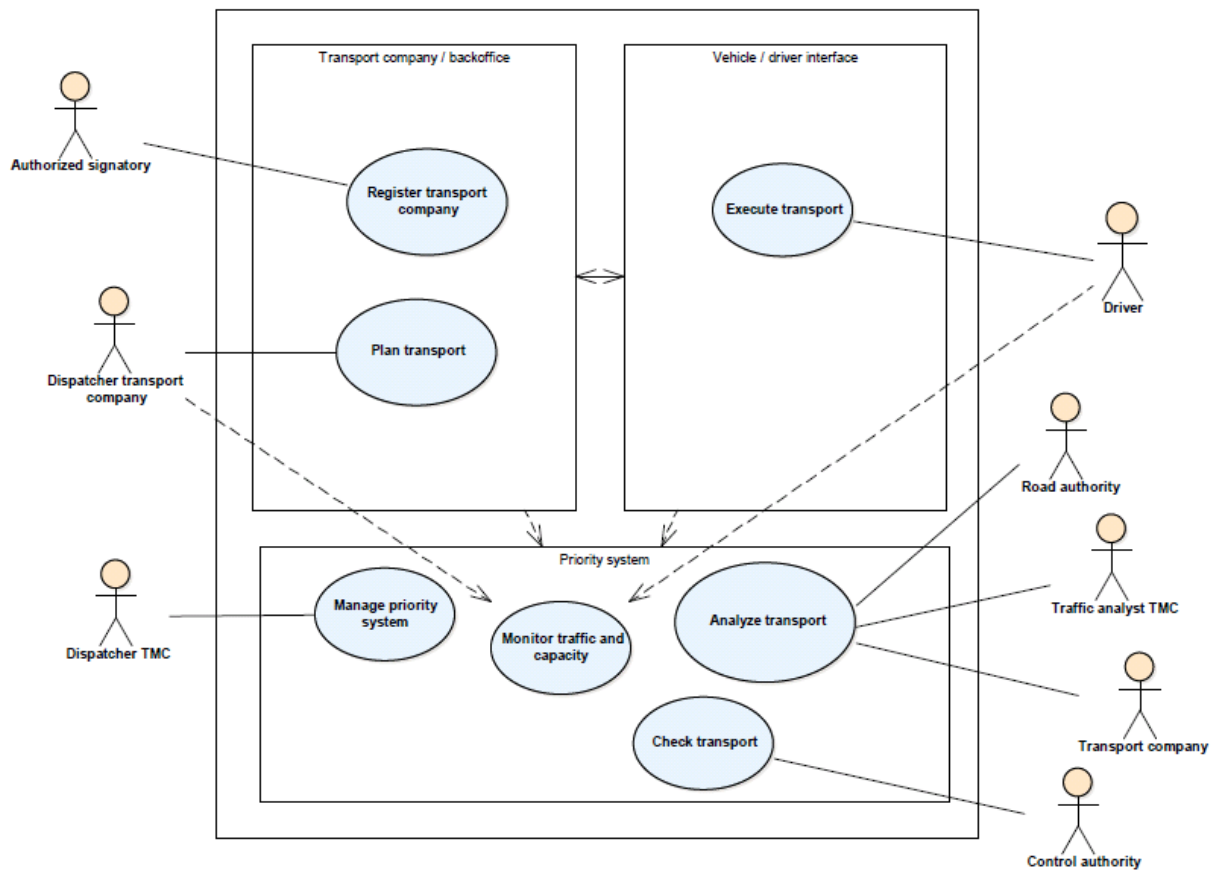 Transport company / backoffice
Vehicle / driver interface
Authorized signatory
Register transport
company
Execute transport
Driver
Plan transport
Dispatcher transport
company
Road authority
Priority system
Manage priority
system
Monitor traffic and
capacity
Analyze transport
Traffic analyst TMC
Dispatcher TMC
Check transport
Transport company
Control authority